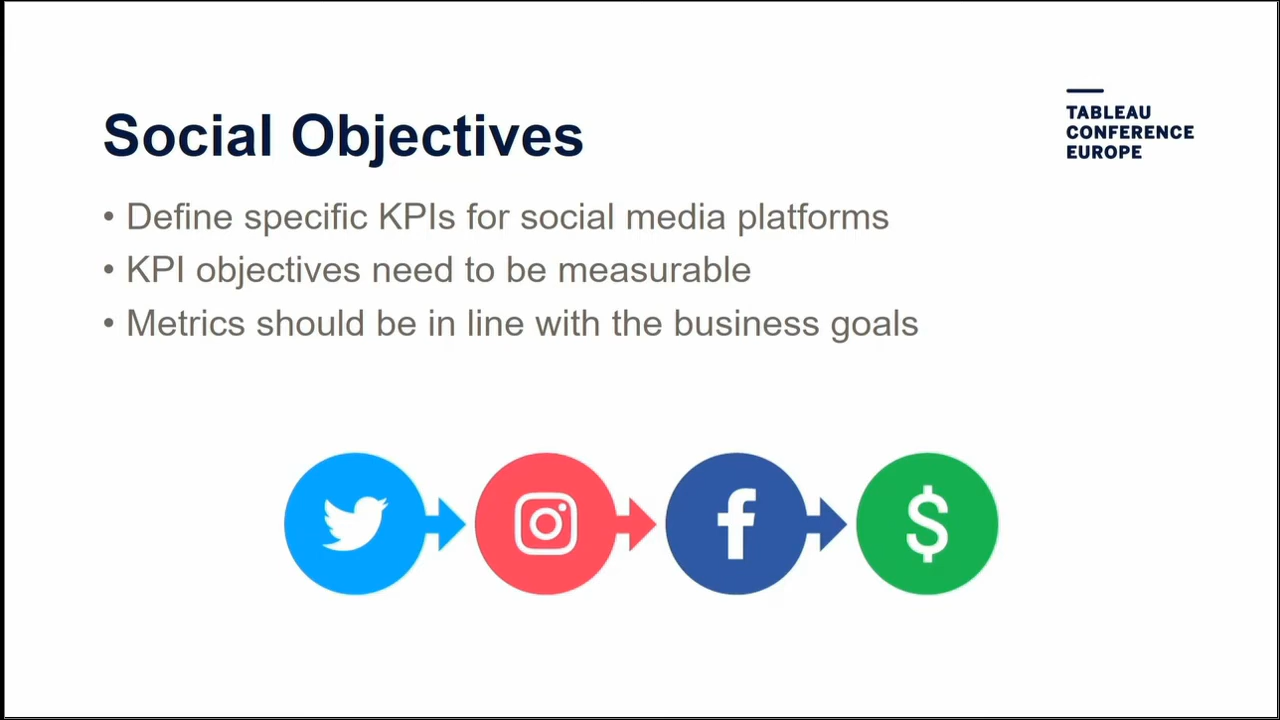 Social Objectives
TABLEAU
CONFERENCE
EUROPE
• Define specific KPIs for social media platforms
• KPI objectives need to be measurable
• Metrics should be in line with the business goals
f
$